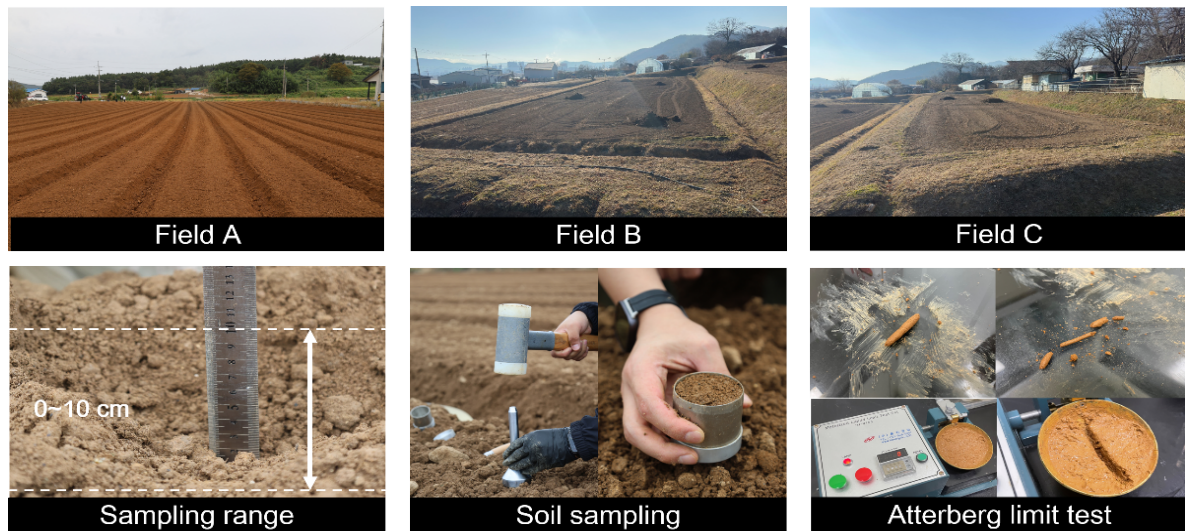 Field A
Field B
Field C
0~10 cm
Sampling range
Soil sampling
Atterberg limit test